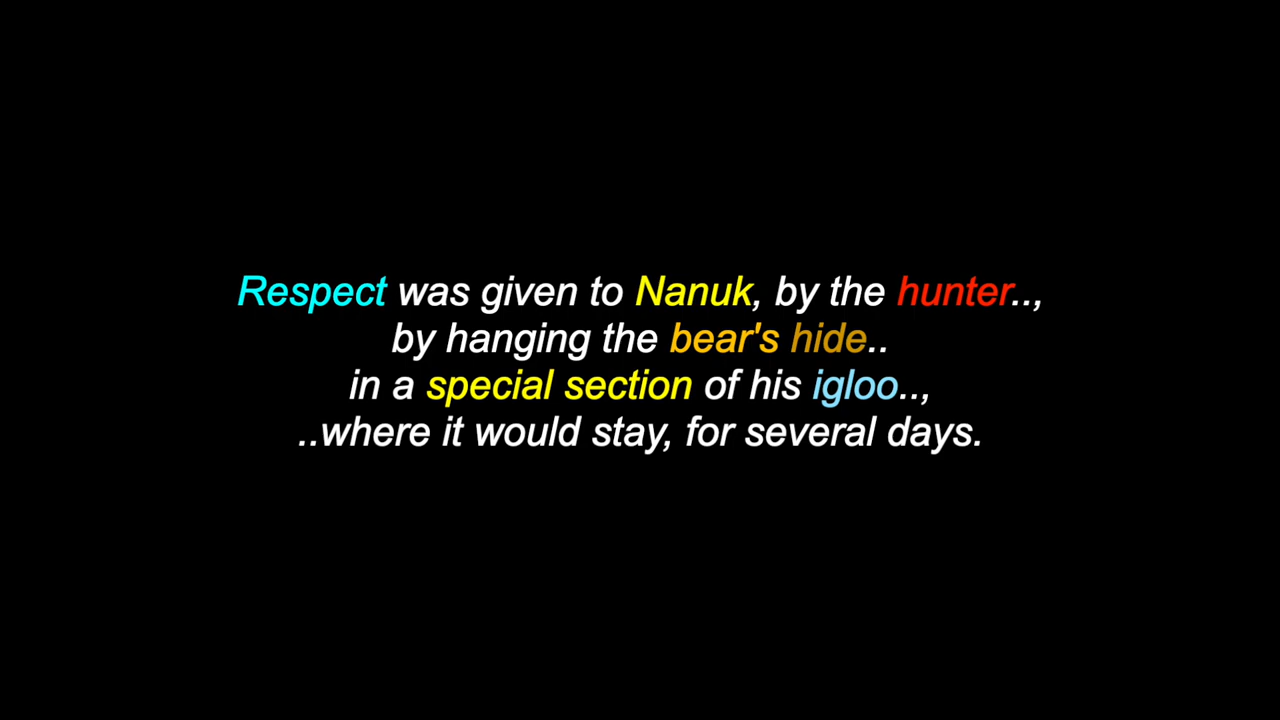 Respect was given to Nanuk, by the hunter..,
by hanging the bear's hide..
in a special section of his igloo..,
..where it would stay, for several days.